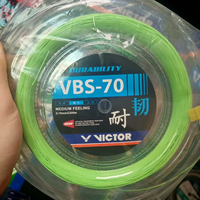 DURABILITY
VBS-70
MEDIUM FEELING
耐
韧
VICTOR